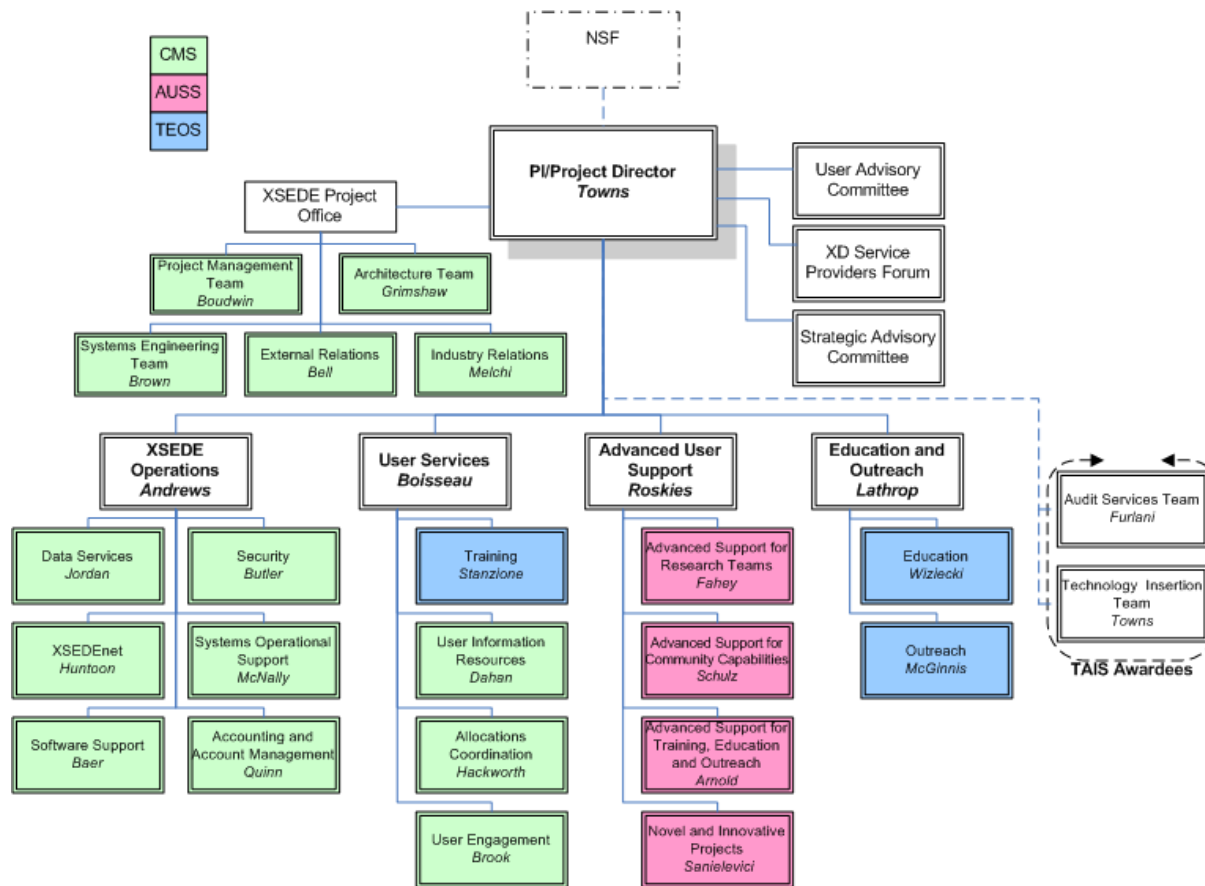 NSF
CMS
AUSS
TEOS
PI/Project Director
Towns
User Advisory
Committee
XSEDE Project
Office
XD Service
Providers Forum
Project Management
Team
Boudwin
Architecture Team
Grimshaw
Strategic Advisory
Committee
Systems Engineering
Team
Brown
External Relations
Bell
Industry Relations
Melchi
XSEDE
Operations
Andrews
User Services
Boisseau
Advanced User
Support
Roskies
Education and
Outreach
Lathrop
Audit Services Team
Furlani
Technology Insertion
Team
Towns
TAIS Awardees
Data Services
Jordan
Security
Butler
Training
Stanzione
Advanced Support for
Research Teams
Fahey
Education
Wiziecki
XSEDEnet
Huntoon
Systems Operational
Support
McNally
User Information
Resources
Dahan
Advanced Support for
Community Capabilities
Schulz
Outreach
McGinnis
Software Support
Baer
Accounting and
Account Management
Quinn
Allocations
Coordination
Hackworth
Advanced Support for
Training, Education
and Outreach
Arnold
User Engagement
Brook
Novel and Innovative
Projects
Sanielevici